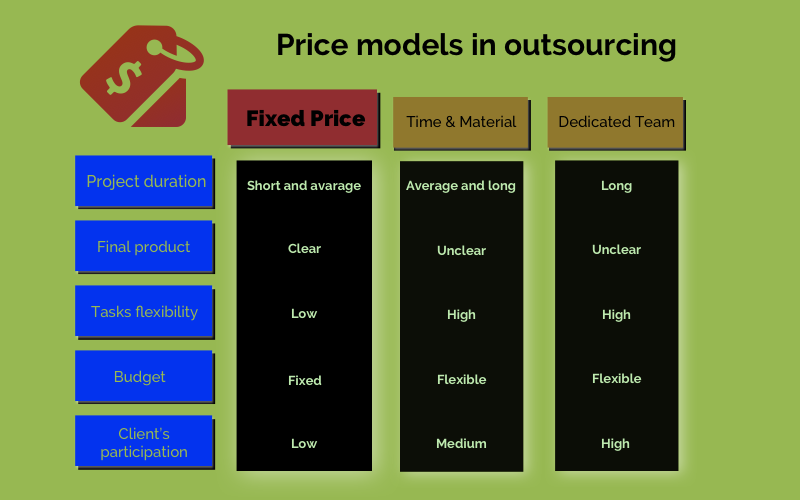 Price models in outsourcing
$
Fixed Price
Time & Material
Dedicated Team
Project duration
Short and avarage
Average and long
Long
Final product
Clear
Unclear
Unclear
Tasks flexibility
Low
High
High
Budget
Fixed
Flexible
Flexible
Client's
participation
Low
Medium
High